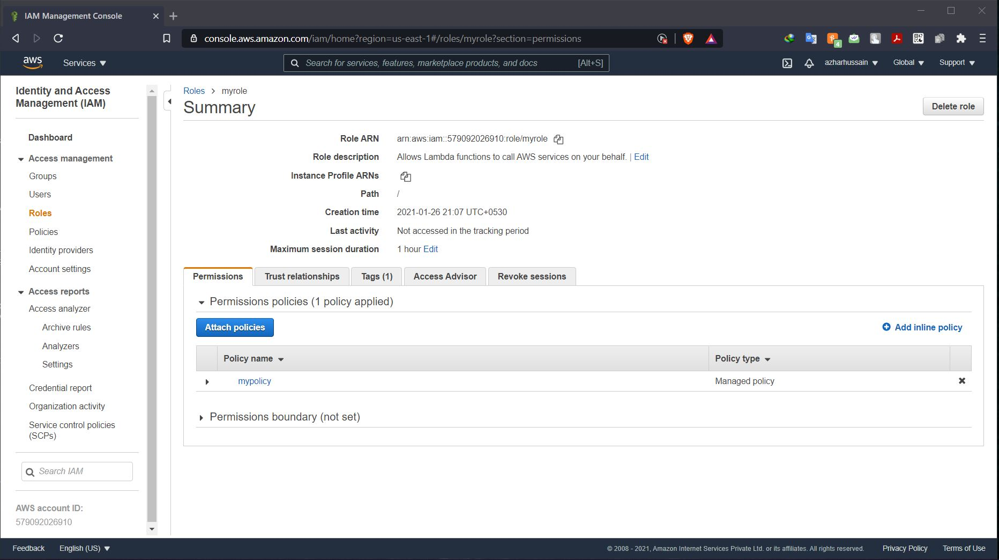 IAM Management Console
console.aws.amazon.com/iam/home?region=us-east-1#/roles/myrole?section=permissions
4
aws
Services
Search for services, features, marketplace products, and docs [Alt+S]
azharhussain
Global
Support
Identity and Access
Management (IAM)
Dashboard
Access management
Groups
Users
Roles
Policies
Identity providers
Account settings
Access reports
Access analyzer
Archive rules
Analyzers
Settings
Credential report
Organization activity
Service control policies
(SCPs)
Search IAM
AWS account ID:
579092026910
Roles > myrole
Summary
Delete role
Role ARN arn:aws:iam::579092026910:role/myrole
Role description Allows Lambda functions to call AWS services on your behalf. | Edit
Instance Profile ARNs
Path /
Creation time 2021-01-26 21:07 UTC+0530
Last activity Not accessed in the tracking period
Maximum session duration 1 hour Edit
Permissions Trust relationships Tags (1) Access Advisor Revoke sessions
Permissions policies (1 policy applied)
Attach policies Add inline policy
Policy name Policy type
mypolicy Managed policy
Permissions boundary (not set)
Feedback English (US) © 2008 - 2021, Amazon Internet Services Private Ltd. or its affiliates. All rights reserved. Privacy Policy Terms of Use